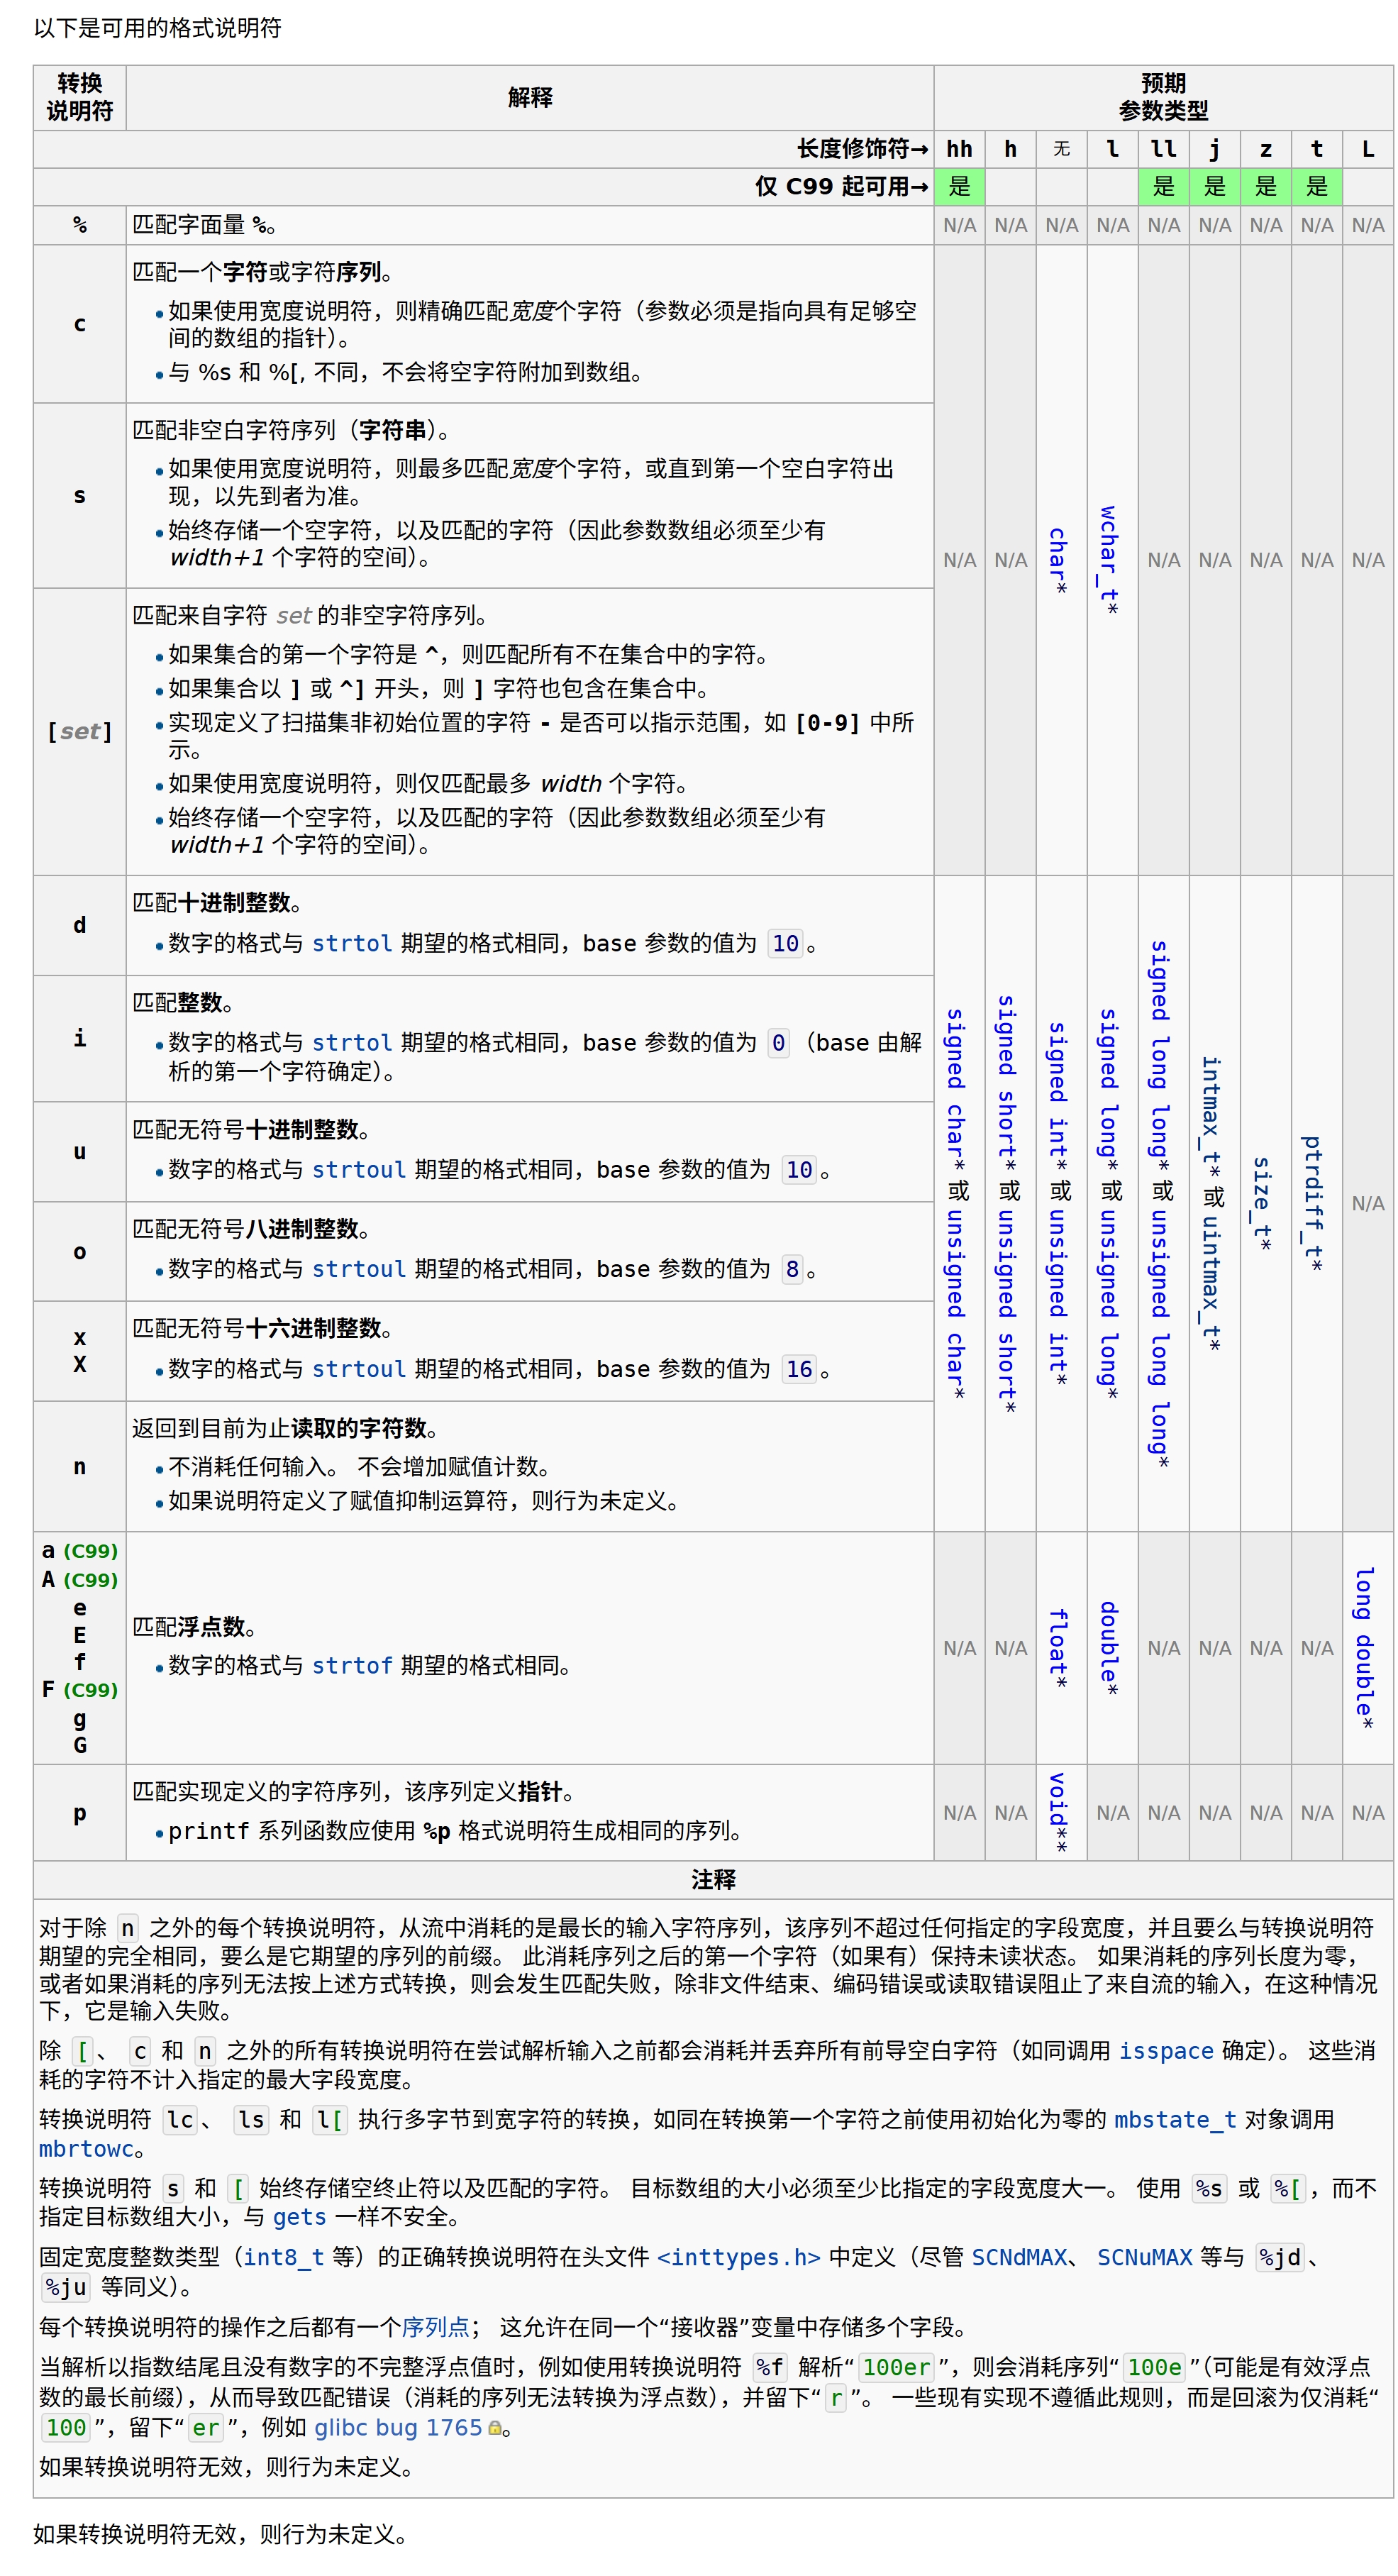 以下是可用的格式说明符
转换
说明符
解释
预期
参数类型
长度修饰符→ hh h 无 l ll j z t L
仅 C99 起可用→ 是 是 是 是 是
% 匹配字面量 %。 N/A N/A N/A N/A N/A N/A N/A N/A N/A
c
匹配一个字符或字符序列。
如果使用宽度说明符，则精确匹配宽度个字符（参数必须是指向具有足够空
间的数组的指针）。
与 %s 和 %[, 不同，不会将空字符附加到数组。
s
匹配非空白字符序列（字符串）。
如果使用宽度说明符，则最多匹配宽度个字符，或直到第一个空白字符出
现，以先到者为准。
始终存储一个空字符，以及匹配的字符（因此参数数组必须至少有
width+1 个字符的空间）。
[set]
匹配来自字符 set 的非空字符序列。
如果集合的第一个字符是 ^，则匹配所有不在集合中的字符。
如果集合以 ] 或 ^] 开头，则 ] 字符也包含在集合中。
实现定义了扫描集非初始位置的字符 - 是否可以指示范围，如 [0-9] 中所
示。
如果使用宽度说明符，则仅匹配最多 width 个字符。
始终存储一个空字符，以及匹配的字符（因此参数数组必须至少有
width+1 个字符的空间）。
N/A
N/A
char*
wchar_t*
N/A
N/A
N/A
N/A
N/A
d
匹配十进制整数。
数字的格式与 strtol 期望的格式相同，base 参数的值为 10。
i
匹配整数。
数字的格式与 strtol 期望的格式相同，base 参数的值为 0（base 由解
析的第一个字符确定）。
u
匹配无符号十进制整数。
数字的格式与 strtoul 期望的格式相同，base 参数的值为 10。
o
匹配无符号八进制整数。
数字的格式与 strtoul 期望的格式相同，base 参数的值为 8。
x
X
匹配无符号十六进制整数。
数字的格式与 strtoul 期望的格式相同，base 参数的值为 16。
n
返回到目前为止读取的字符数。
不消耗任何输入。 不会增加赋值计数。
如果说明符定义了赋值抑制运算符，则行为未定义。
signed char* 或 unsigned char*
signed short* 或 unsigned short*
signed int* 或 unsigned int*
signed long* 或 unsigned long*
signed long long* 或 unsigned long long*
intmax_t* 或 uintmax_t*
size_t*
ptrdiff_t*
N/A
a (C99)
A (C99)
e
E
f
F (C99)
g
G
匹配浮点数。
数字的格式与 strtof 期望的格式相同。
N/A
N/A
float*
double*
N/A
N/A
N/A
N/A
long double*
p
匹配实现定义的字符序列，该序列定义指针。
printf 系列函数应使用 %p 格式说明符生成相同的序列。
N/A
N/A
void**
N/A
N/A
N/A
N/A
N/A
N/A
注释
对于除 n 之外的每个转换说明符，从流中消耗的是最长的输入字符序列，该序列不超过任何指定的字段宽度，并且要么与转换说明符
期望的完全相同，要么是它期望的序列的前缀。 此消耗序列之后的第一个字符（如果有）保持未读状态。 如果消耗的序列长度为零，
或者如果消耗的序列无法按上述方式转换，则会发生匹配失败，除非文件结束、编码错误或读取错误阻止了来自流的输入，在这种情况
下，它是输入失败。
除 [、 c 和 n 之外的所有转换说明符在尝试解析输入之前都会消耗并丢弃所有前导空白字符（如同调用 isspace 确定）。 这些消
耗的字符不计入指定的最大字段宽度。
转换说明符 lc、 ls 和 l[ 执行多字节到宽字符的转换，如同在转换第一个字符之前使用初始化为零的 mbstate_t 对象调用
mbrtowc。
转换说明符 s 和 [ 始终存储空终止符以及匹配的字符。 目标数组的大小必须至少比指定的字段宽度大一。 使用 %s 或 %[，而不
指定目标数组大小，与 gets 一样不安全。
固定宽度整数类型（int8_t 等）的正确转换说明符在头文件 <inttypes.h> 中定义（尽管 SCNdMAX、 SCNuMAX 等与 %jd、
%ju 等同义）。
每个转换说明符的操作之后都有一个序列点； 这允许在同一个“接收器”变量中存储多个字段。
当解析以指数结尾且没有数字的不完整浮点值时，例如使用转换说明符 %f 解析“100er”，则会消耗序列“100e”（可能是有效浮点
数的最长前缀），从而导致匹配错误（消耗的序列无法转换为浮点数），并留下“r”。 一些现有实现不遵循此规则，而是回滚为仅消耗“
100”，留下“er”，例如 glibc bug 1765。
如果转换说明符无效，则行为未定义。
如果转换说明符无效，则行为未定义。